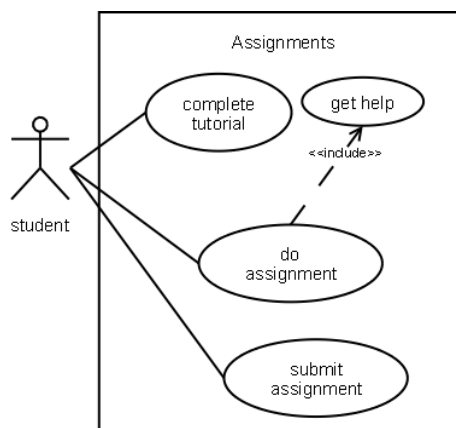 Assignments
complete
tutorial
get help
<<include>>
student
do
assignment
submit
assignment